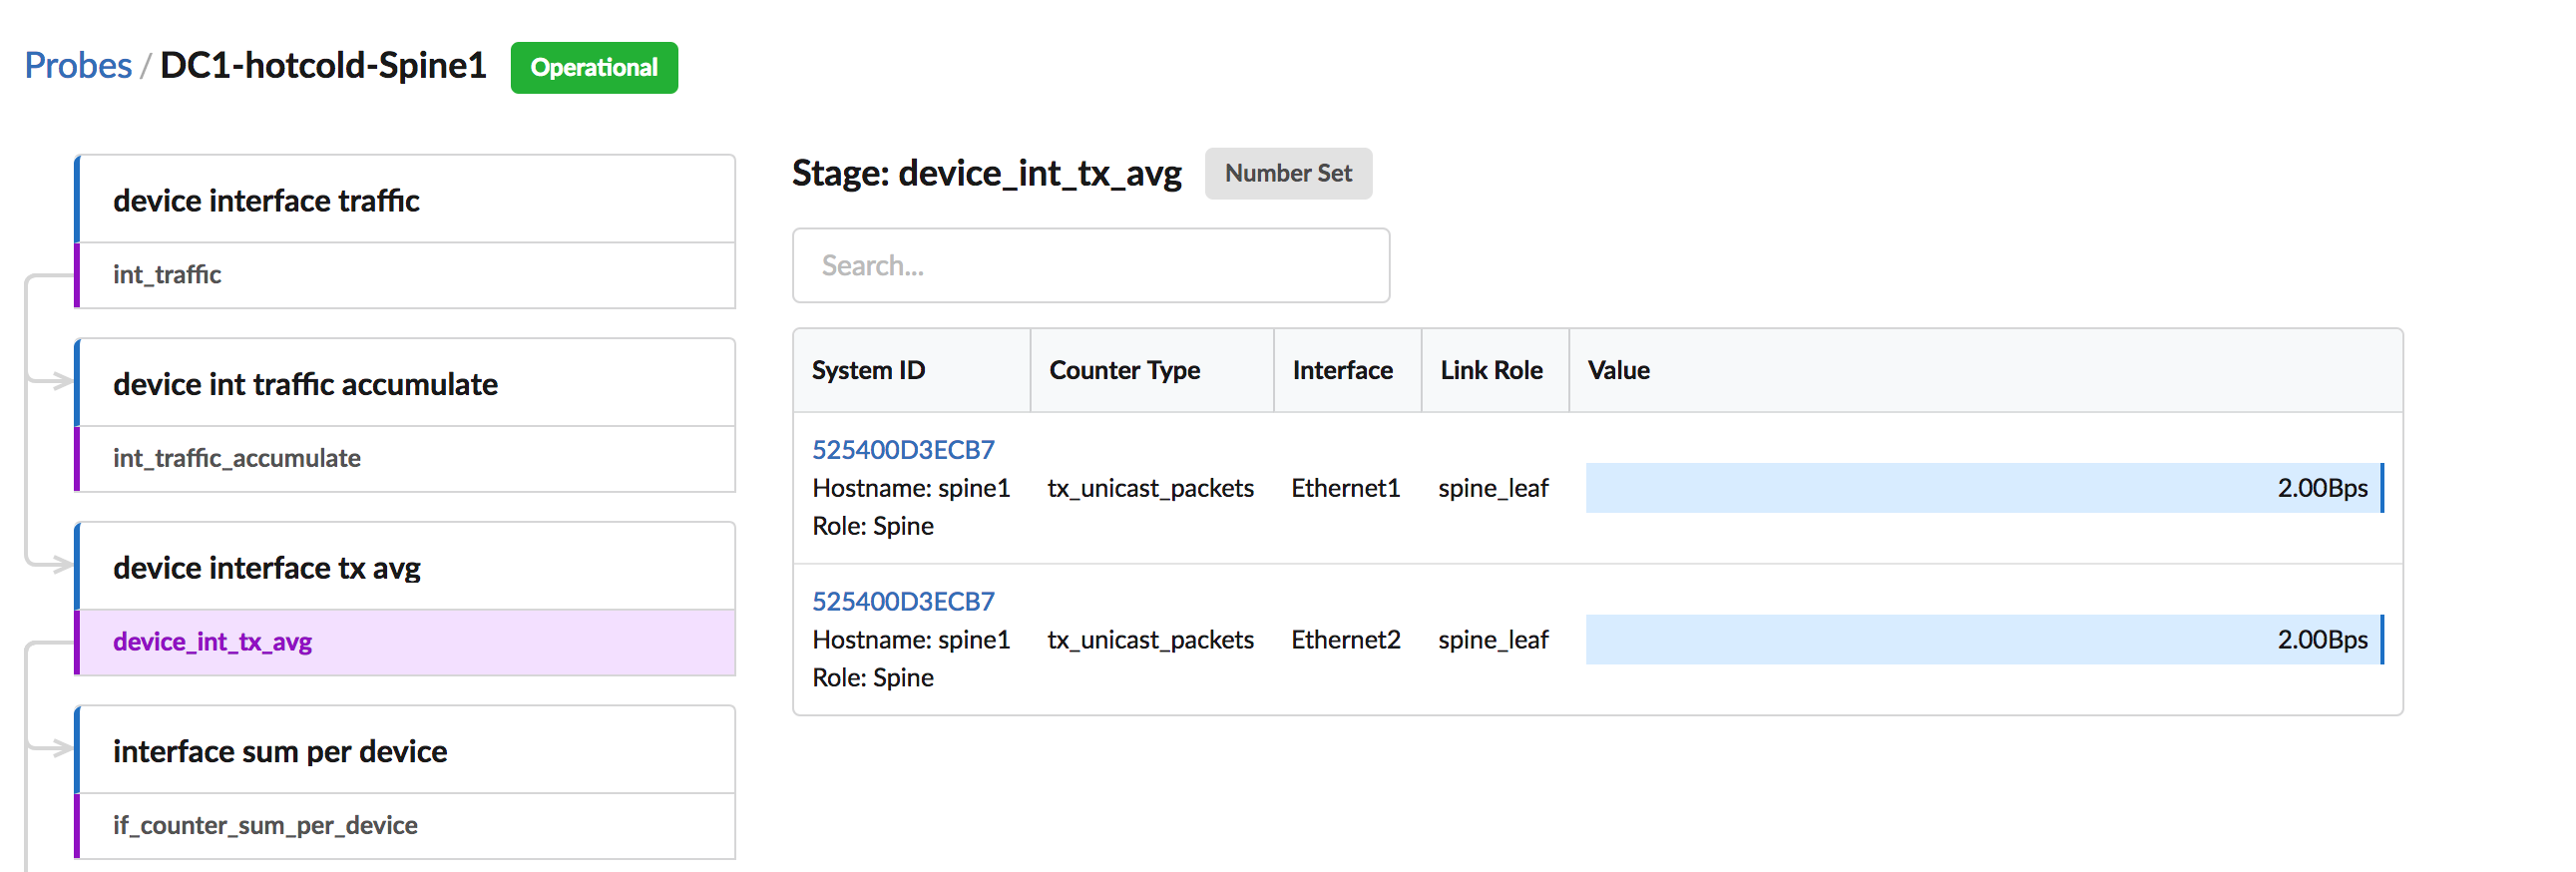 Probes / DC1-hotcold-Spine1 Operational
device interface traffic
int_traffic
device int traffic accumulate
int_traffic_accumulate
device interface tx avg
device_int_tx_avg
interface sum per device
if_counter_sum_per_device
Stage: device_int_tx_avg Number Set
Search...
System ID Counter Type Interface Link Role Value
525400D3ECB7
Hostname: spine1 tx_unicast_packets Ethernet1 spine_leaf 2.00Bps
Role: Spine
525400D3ECB7
Hostname: spine1 tx_unicast_packets Ethernet2 spine_leaf 2.00Bps
Role: Spine